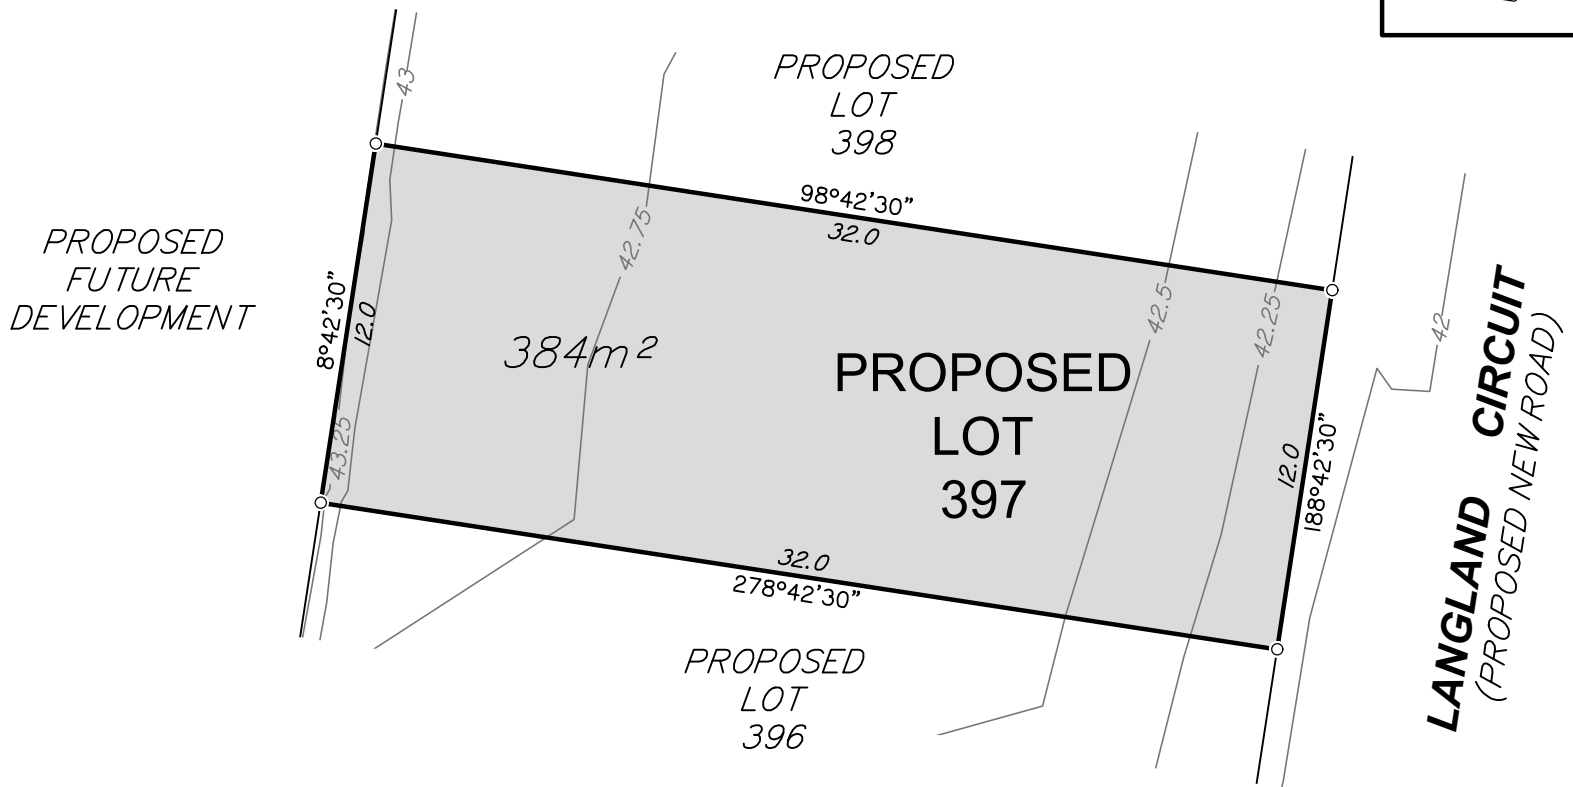 43
PROPOSED
LOT
398
98°42'30"
32.0
PROPOSED
FUTURE
DEVELOPMENT
8°42'30"
12.0
42.75
384m²
42.5
42.25
42
PROPOSED
LOT
397
43.25
12.0
188°42'30"
32.0
278°42'30"
PROPOSED
LOT
396
LANGLAND CIRCUIT
(PROPOSED NEW ROAD)